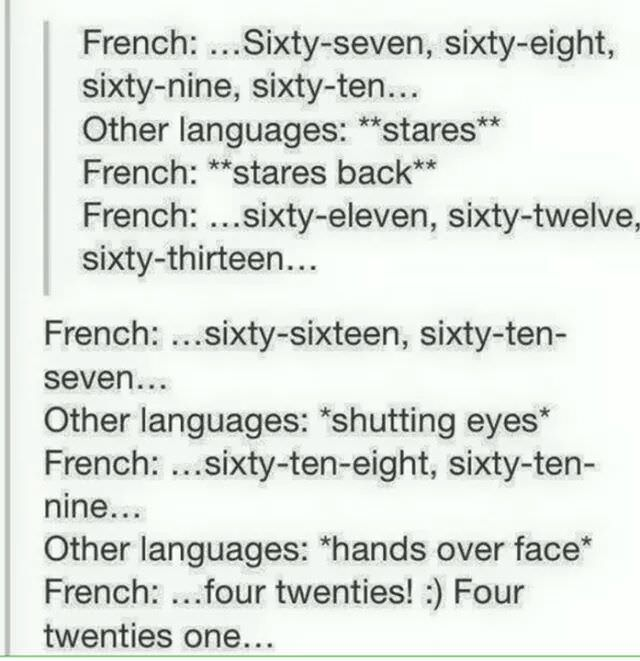 French: ...Sixty-seven, sixty-eight,
sixty-nine, sixty-ten...
Other languages: **stares**
French: **stares back**
French: ...sixty-eleven, sixty-twelve,
sixty-thirteen...
French: ...sixty-sixteen, sixty-ten-
seven...
Other languages: *shutting eyes*
French: ...sixty-ten-eight, sixty-ten-
nine...
Other languages: *hands over face*
French: ...four twenties! :) Four
twenties one...